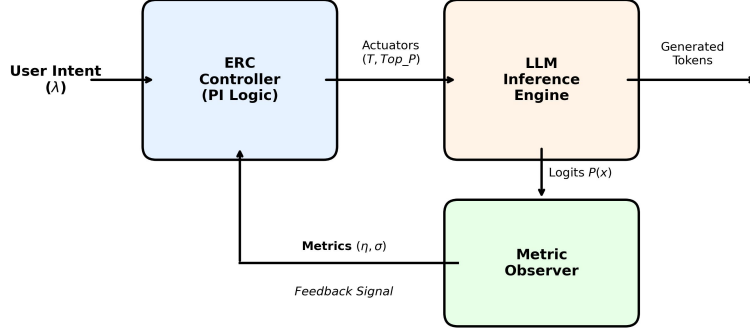 User Intent
(λ)
ERC
Controller
(PI Logic)
Actuators
(T, Top_P)
LLM
Inference
Engine
Generated
Tokens
Logits P(x)
Metric
Observer
Metrics (η, σ)
Feedback Signal